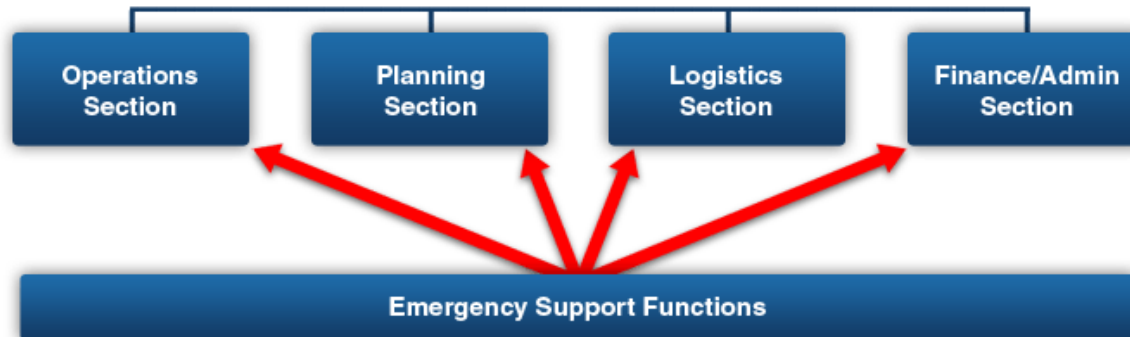 Operations
Section
Planning
Section
Logistics
Section
Finance/Admin
Section
Emergency Support Functions